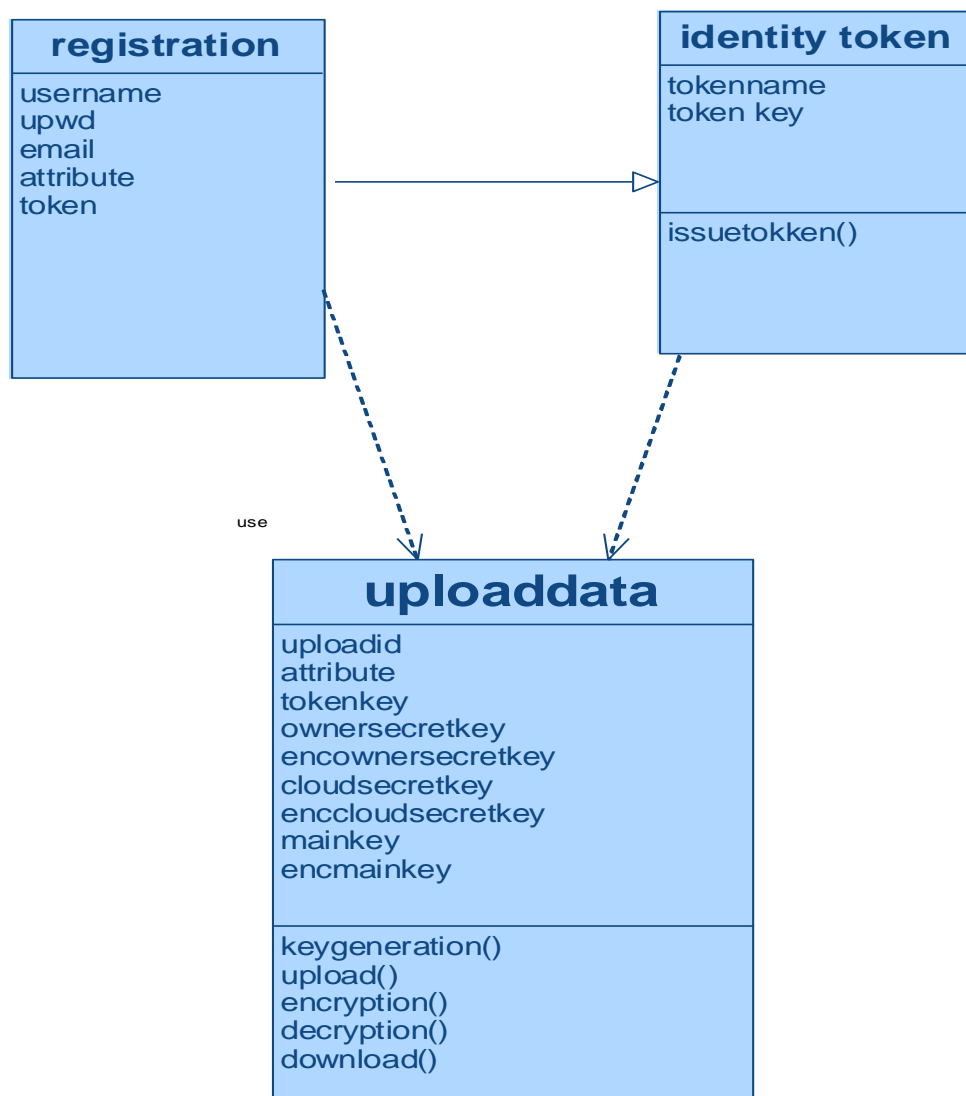 registration
username
upwd
email
attribute
token
identity token
tokenname
token key
issuetokken()
use
uploaddata
uploadid
attribute
tokenkey
ownersecretkey
encownersecretkey
cloudsecretkey
enccloudsecretkey
mainkey
encmainkey
keygeneration()
upload()
encryption()
decryption()
download()